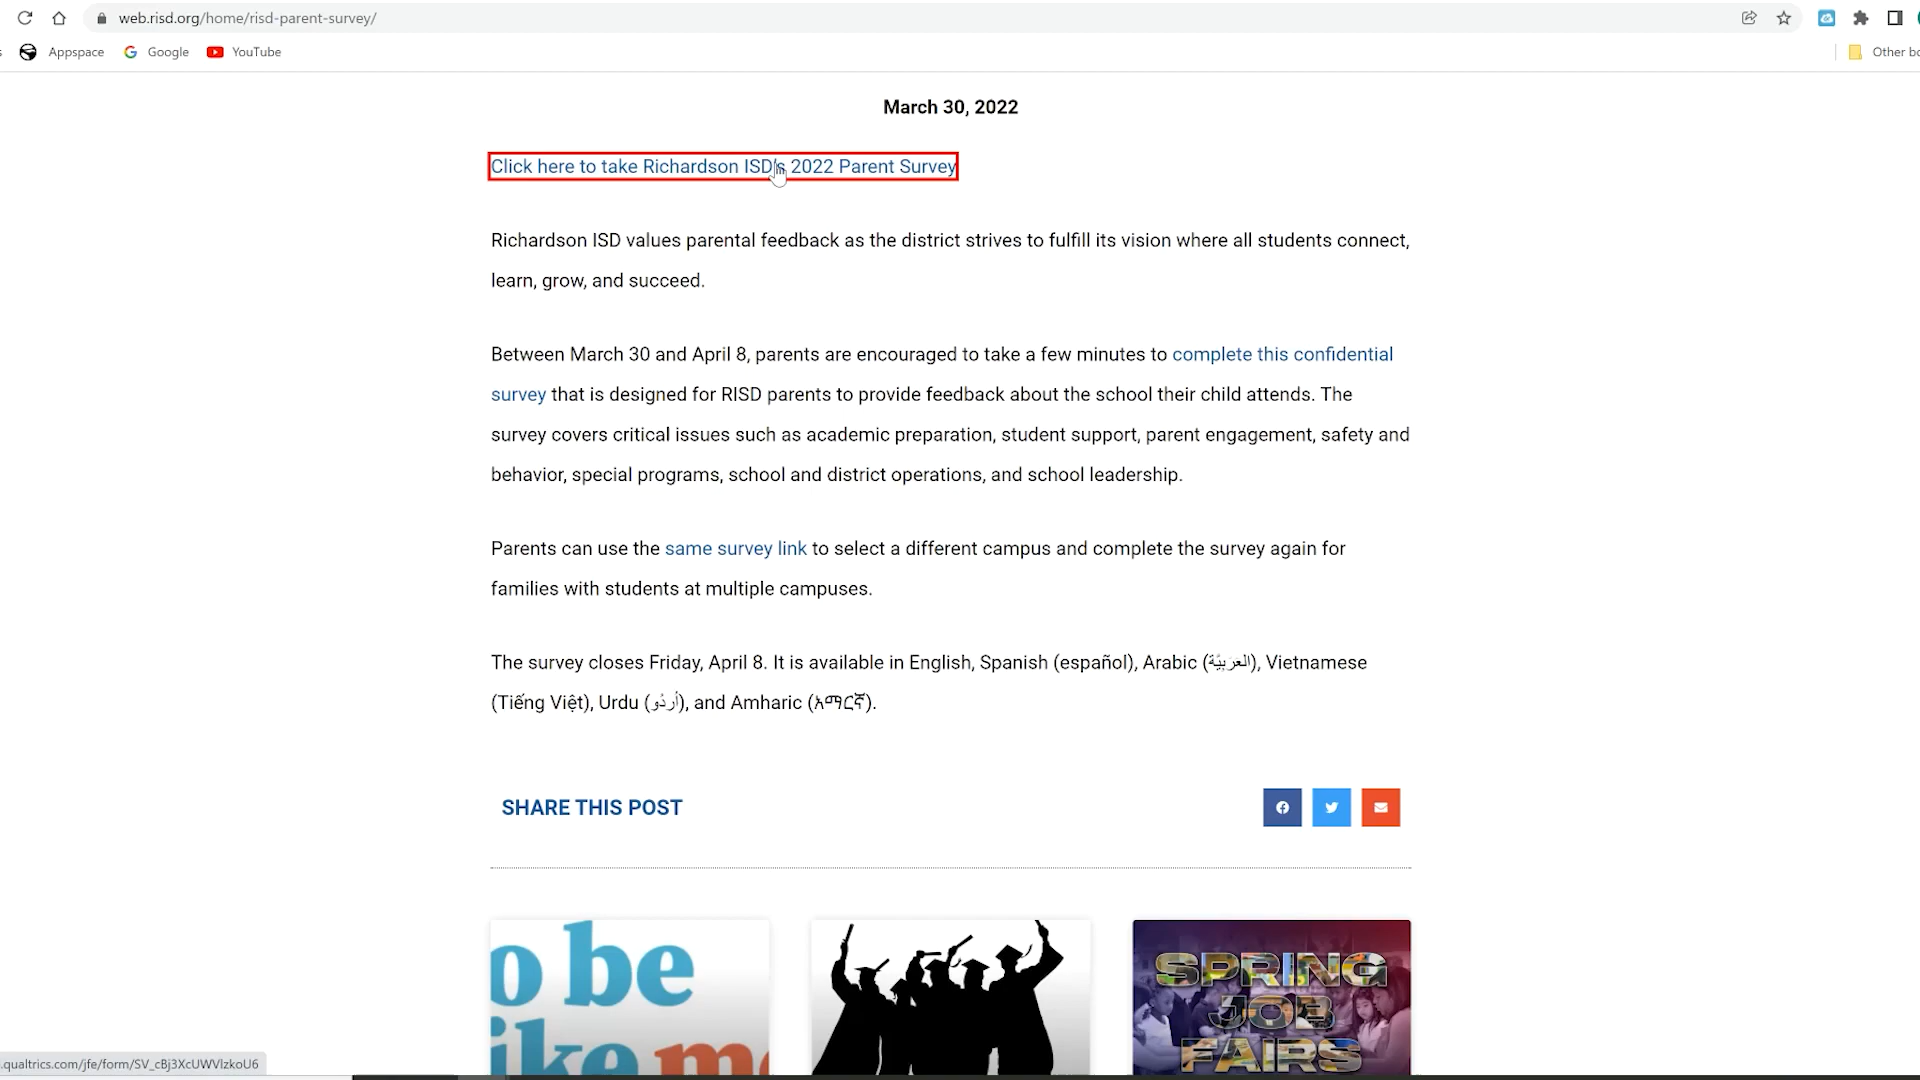 web.risd.org/home/risd-parent-survey/
Appspace Google YouTube Other bo
March 30, 2022
Click here to take Richardson ISD's 2022 Parent Survey
Richardson ISD values parental feedback as the district strives to fulfill its vision where all students connect,
learn, grow, and succeed.
Between March 30 and April 8, parents are encouraged to take a few minutes to complete this confidential
survey that is designed for RISD parents to provide feedback about the school their child attends. The
survey covers critical issues such as academic preparation, student support, parent engagement, safety and
behavior, special programs, school and district operations, and school leadership.
Parents can use the same survey link to select a different campus and complete the survey again for
families with students at multiple campuses.
The survey closes Friday, April 8. It is available in English, Spanish (español), Arabic (العربيّة), Vietnamese
(Tiếng Việt), Urdu (اُردُو), and Amharic (አማርኛ).
SHARE THIS POST
o be
ike me
SPRING
JOB
FAIRS
.qualtrics.com/jfe/form/SV_cBj3XcUWVlzkoU6